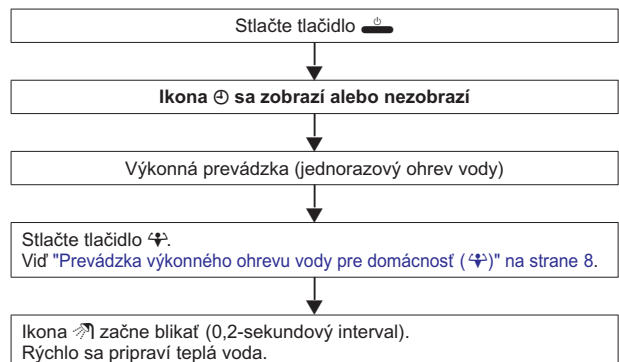 Stlačte tlačidlo
Ikona sa zobrazí alebo nezobrazí
Výkonná prevádzka (jednorazový ohrev vody)
Stlačte tlačidlo .
Viď "Prevádzka výkonného ohrevu vody pre domácnosť ( )" na strane 8.
Ikona začne blikať (0,2-sekundový interval).
Rýchlo sa pripraví teplá voda.